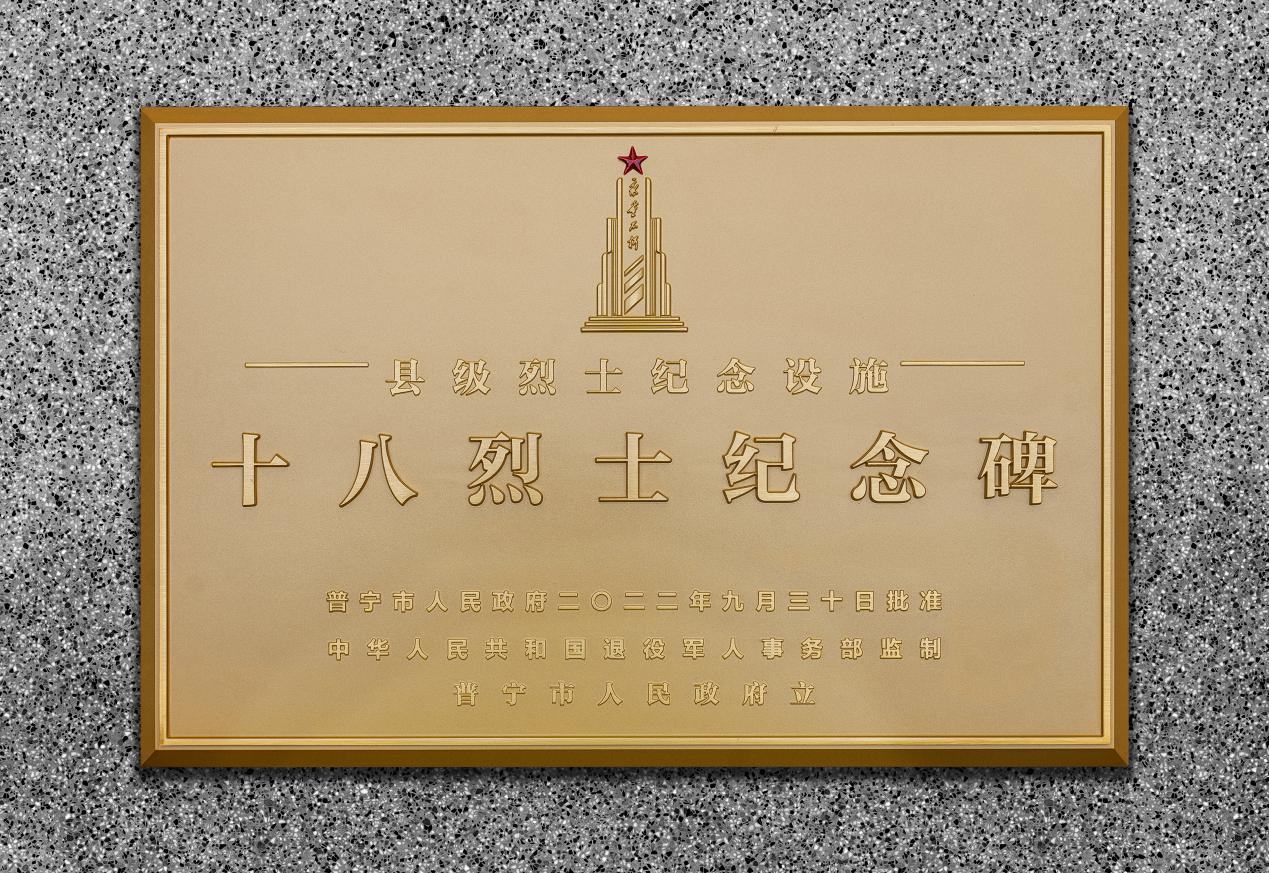 县级烈士纪念设施
十八烈士纪念碑
普宁市人民政府二〇二二年九月三十日批准
中华人民共和国退役军人事务部监制
普宁市人民政府立